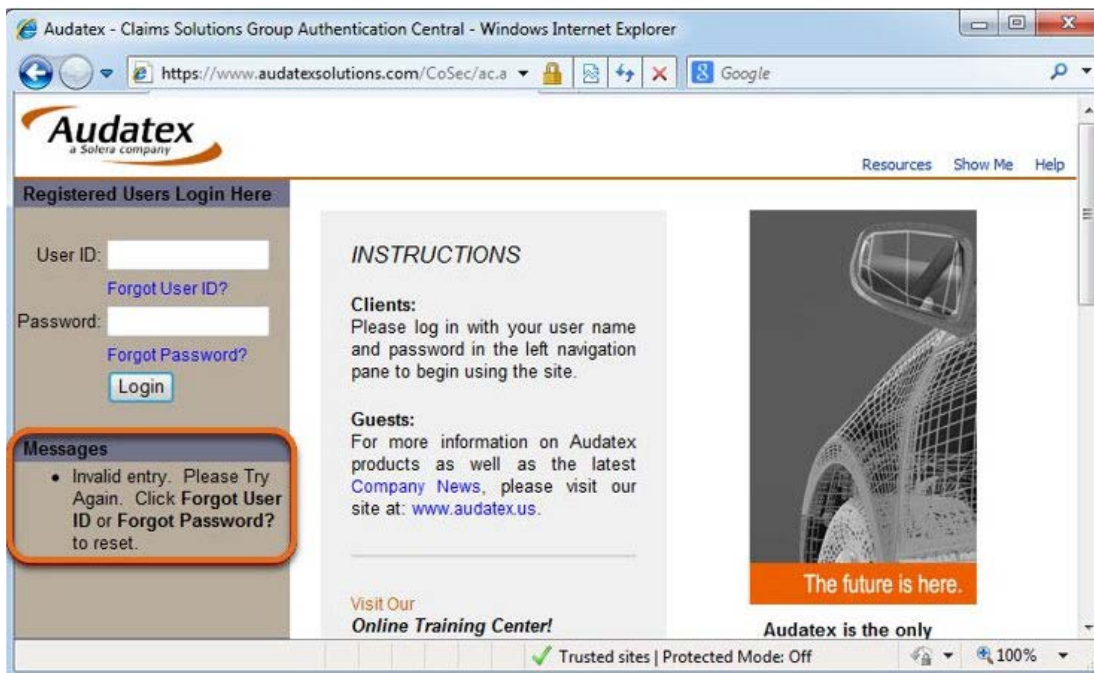 Audatex - Claims Solutions Group Authentication Central - Windows Internet Explorer
https://www.audatexsolutions.com/CoSec/ac.a
Google
Audatex
a Solera company
Resources Show Me Help
Registered Users Login Here
User ID:
Forgot User ID?
Password:
Forgot Password?
Login
Messages
• Invalid entry. Please Try
Again. Click Forgot User
ID or Forgot Password?
to reset.
INSTRUCTIONS
Clients:
Please log in with your user name
and password in the left navigation
pane to begin using the site.
Guests:
For more information on Audatex
products as well as the latest
Company News, please visit our
site at: www.audatex.us.
Visit Our
Online Training Center!
The future is here.
Audatex is the only
Trusted sites | Protected Mode: Off
100%